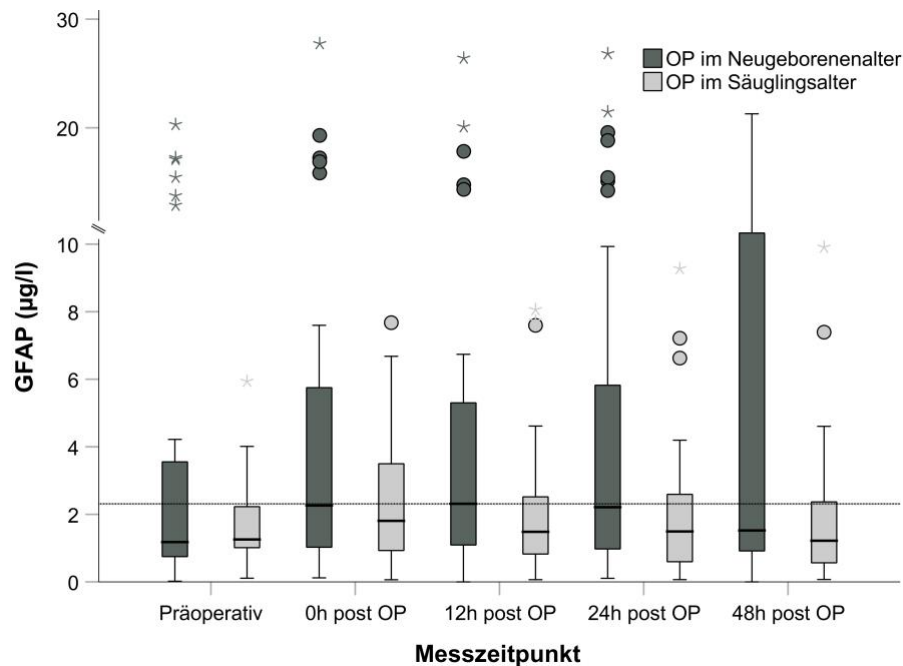 30
20
10
8
6
4
2
0
GFAP (µg/l)
OP im Neugeborenenalter
OP im Säuglingsalter
Präoperativ
0h post OP
12h post OP
24h post OP
48h post OP
Messzeitpunkt